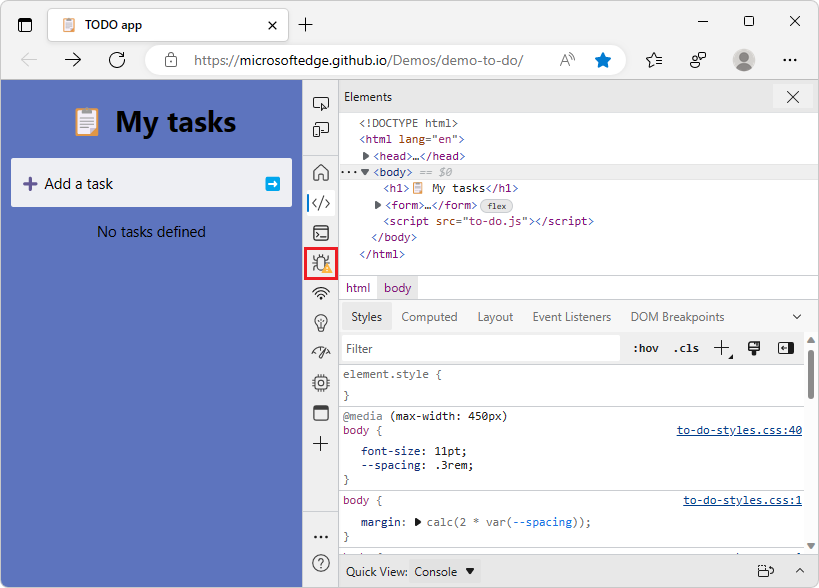 TODO app
https://microsoftedge.github.io/Demos/demo-to-do/
My tasks
Add a task
No tasks defined
Elements
<!DOCTYPE html>
<html lang="en">
<head>…</head>
<body> == $0
<h1>📋 My tasks</h1>
<form>…</form> flex
<script src="to-do.js"></script>
</body>
</html>
html body
Styles Computed Layout Event Listeners DOM Breakpoints
Filter :hov .cls
element.style {
}
@media (max-width: 450px)
body { to-do-styles.css:40
font-size: 11pt;
--spacing: .3rem;
}
body { to-do-styles.css:1
margin: ▶ calc(2 * var(--spacing));
}
Quick View: Console